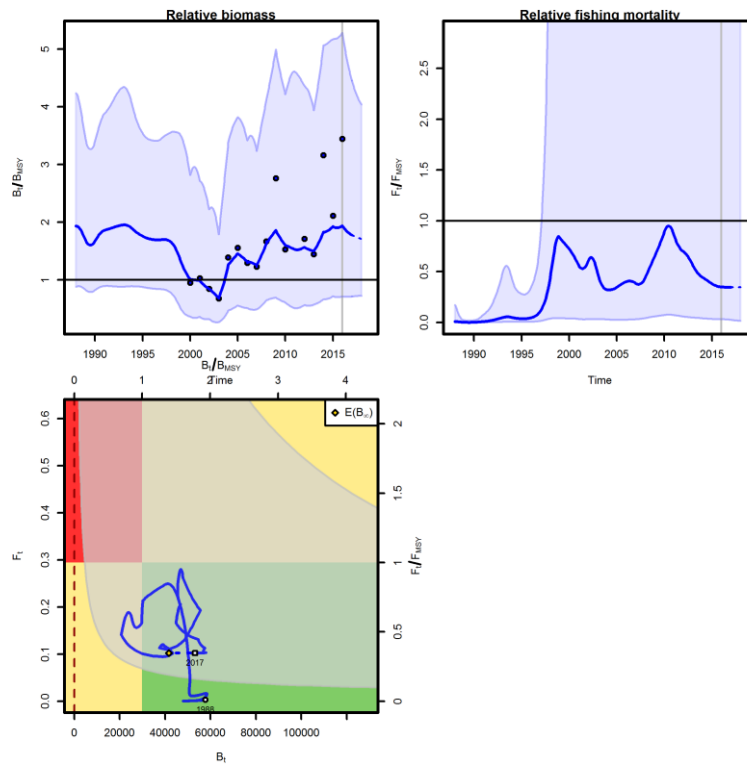 Relative biomass
Bt/BMSY
5
4
3
2
1
1990 1995 2000 2005 2010 2015
Time
Relative fishing mortality
Ft/FMSY
2.5
2.0
1.5
1.0
0.5
0.0
1990 1995 2000 2005 2010 2015
Time
Bt/BMSY
0 1 2 3 4
E(B∞)
Ft
0.6
0.5
0.4
0.3
0.2
0.1
0.0
Ft/FMSY
2
1.5
1
0.5
0
2017
1988
0 20000 40000 60000 80000 100000
Bt